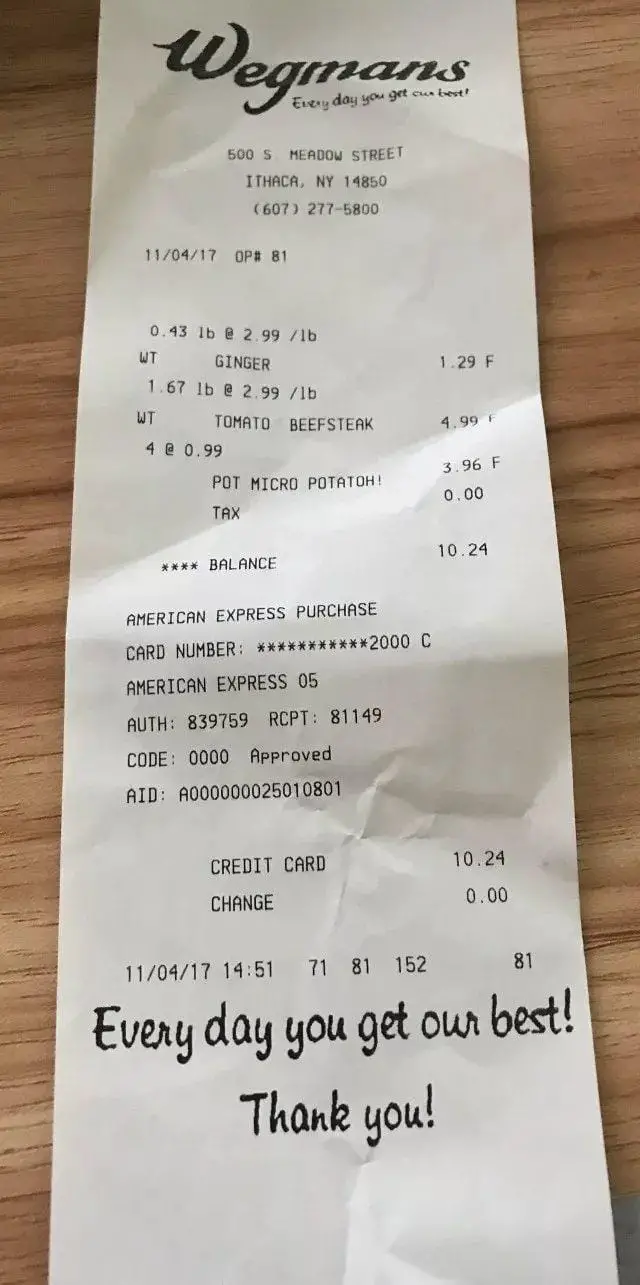 Wegmans
Every day you get our best!
500 S MEADOW STREET
ITHACA, NY 14850
(607) 277-5800
11/04/17 OP# 81
0.43 lb @ 2.99 /lb
WT GINGER 1.29 F
1.67 lb @ 2.99 /lb
WT TOMATO BEEFSTEAK 4.99 F
4 @ 0.99
POT MICRO POTATOH! 3.96 F
TAX 0.00
**** BALANCE 10.24
AMERICAN EXPRESS PURCHASE
CARD NUMBER: ***********2000 C
AMERICAN EXPRESS 05
AUTH: 839759 RCPT: 81149
CODE: 0000 Approved
AID: A000000025010801
CREDIT CARD 10.24
CHANGE 0.00
11/04/17 14:51 71 81 152 81
Every day you get our best!
Thank you!